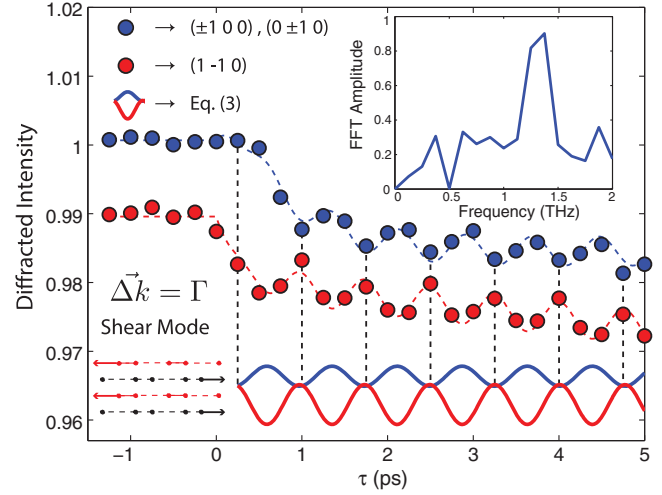 1.02
1.01
1
0.99
0.98
0.97
0.96
Diffracted Intensity
→ (±1 0 0) , (0 ±1 0)
→ (1 -1 0)
→ Eq. (3)
1
0.8
0.6
0.4
0.2
0
FFT Amplitude
0 0.5 1 1.5 2
Frequency (THz)
Δk⃗ = Γ
Shear Mode
−1 0 1 2 3 4 5
τ (ps)